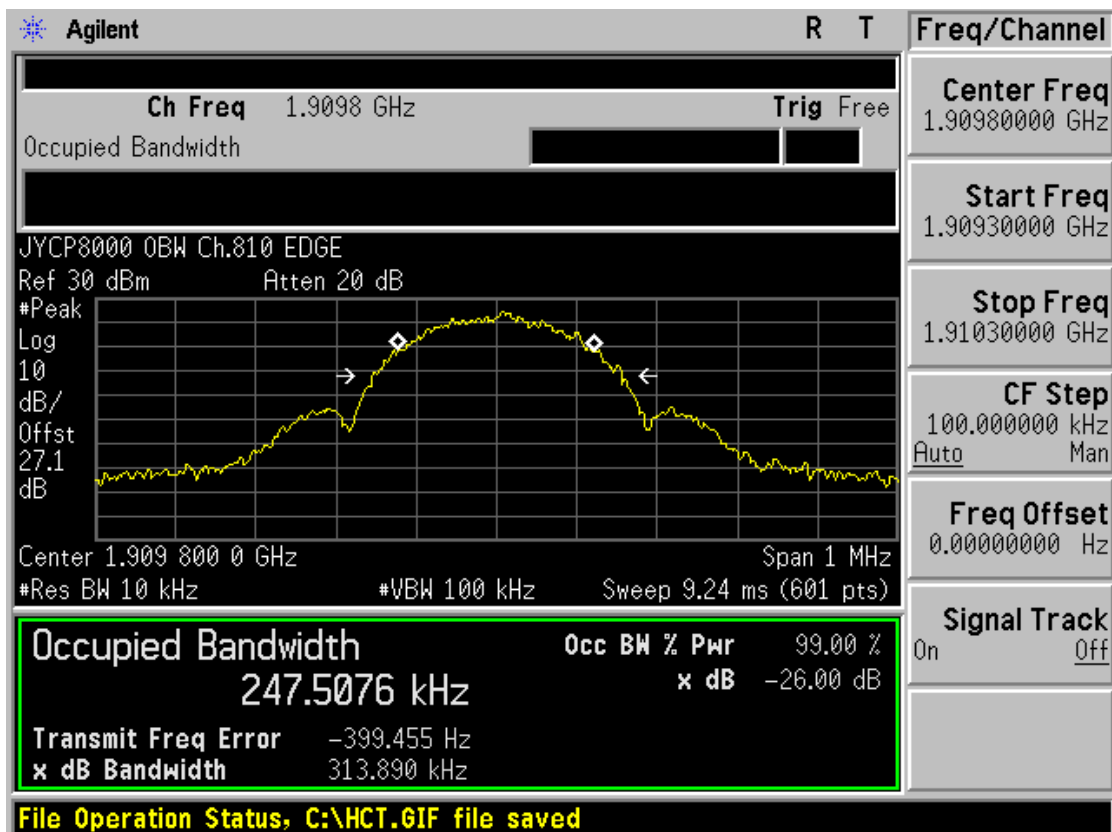 Agilent R T Freq/Channel
Ch Freq 1.9098 GHz Trig Free
Occupied Bandwidth
Center Freq
1.90980000 GHz
Start Freq
1.90930000 GHz
Stop Freq
1.91030000 GHz
CF Step
100.000000 kHz
Auto Man
Freq Offset
0.00000000 Hz
Signal Track
On Off
JYCP8000 OBW Ch.810 EDGE
Ref 30 dBm Atten 20 dB
#Peak
Log
10
dB/
Offst
27.1
dB
Center 1.909 800 0 GHz Span 1 MHz
#Res BW 10 kHz #VBW 100 kHz Sweep 9.24 ms (601 pts)
Occupied Bandwidth
247.5076 kHz
Occ BW % Pwr 99.00 %
x dB -26.00 dB
Transmit Freq Error -399.455 Hz
x dB Bandwidth 313.890 kHz
File Operation Status, C:\HCT.GIF file saved